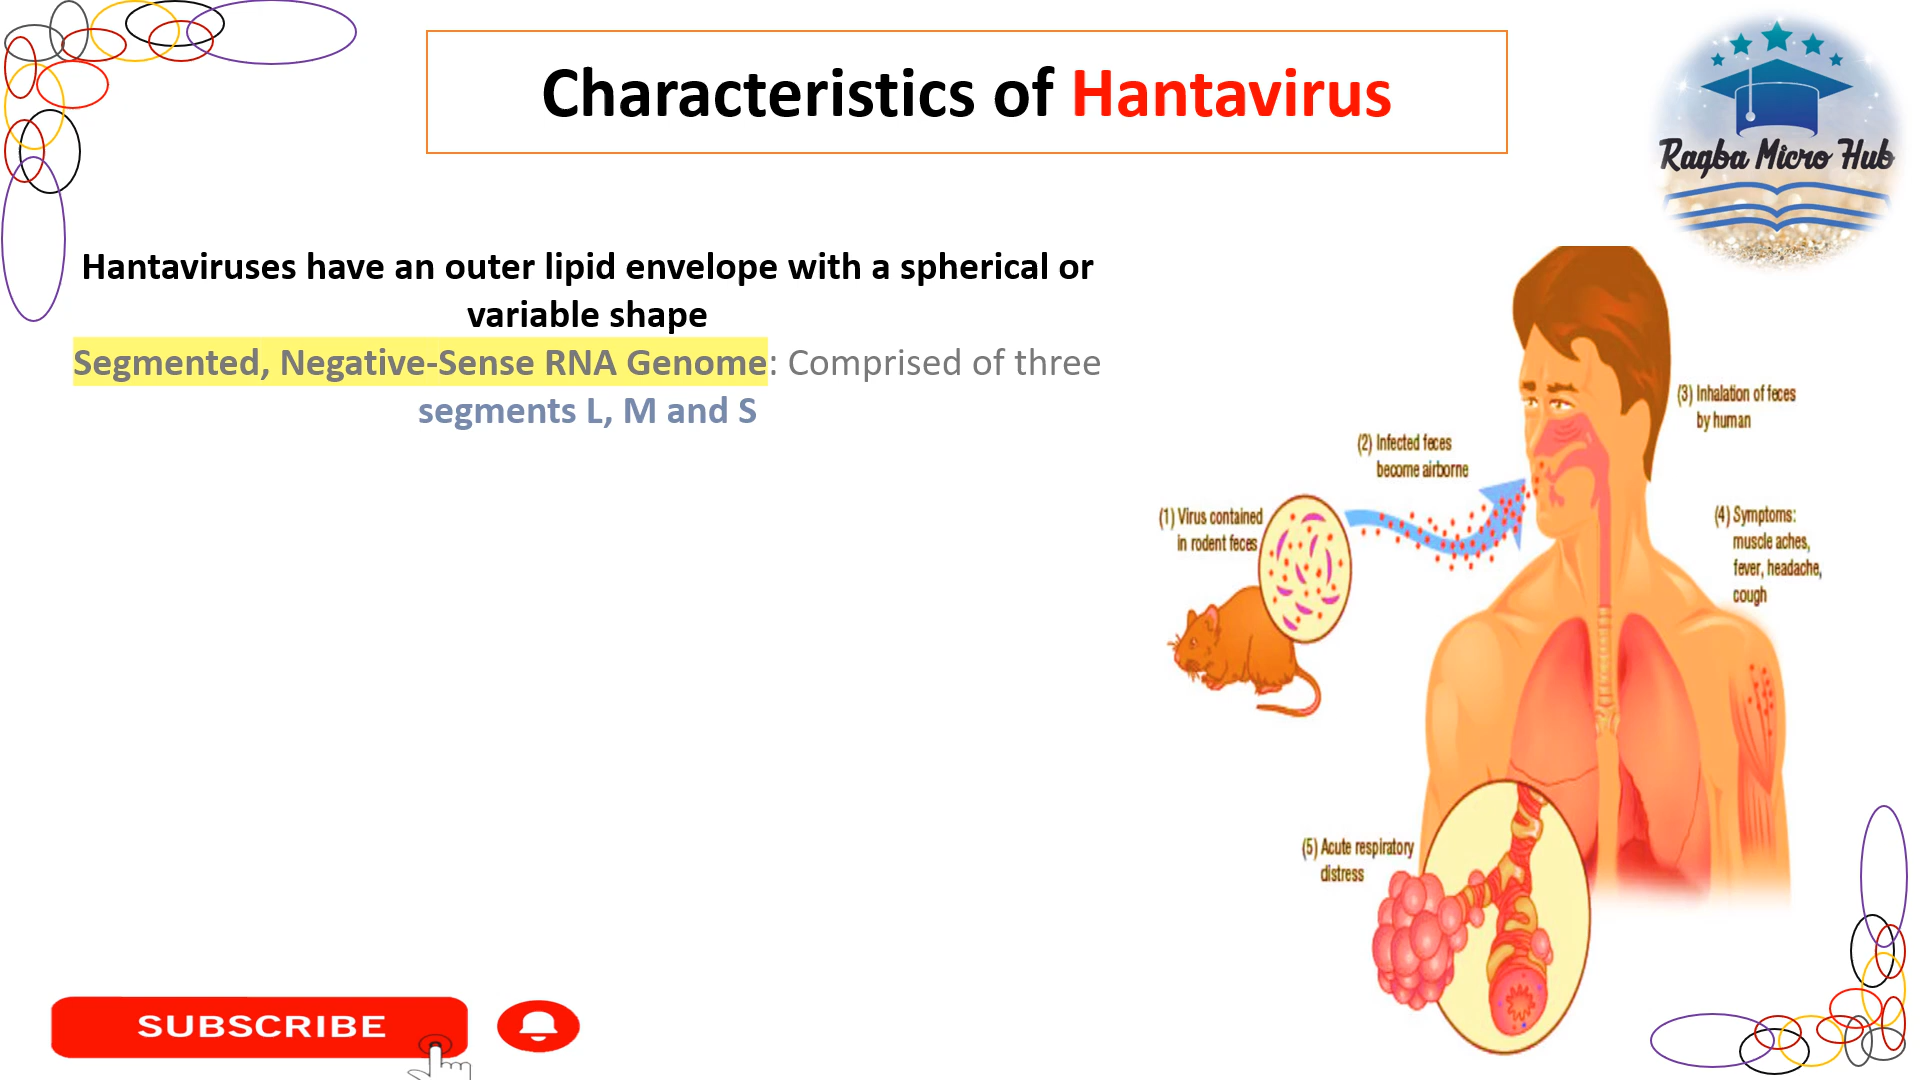 Characteristics of Hantavirus
Ragba Micro Hub
Hantaviruses have an outer lipid envelope with a spherical or
variable shape
Segmented, Negative-Sense RNA Genome: Comprised of three
segments L, M and S
(3) Inhalation of feces
by human
(2) Infected feces
become airborne
(1) Virus contained
in rodent feces
(4) Symptoms:
muscle aches,
fever, headache,
cough
(5) Acute respiratory
distress
SUBSCRIBE